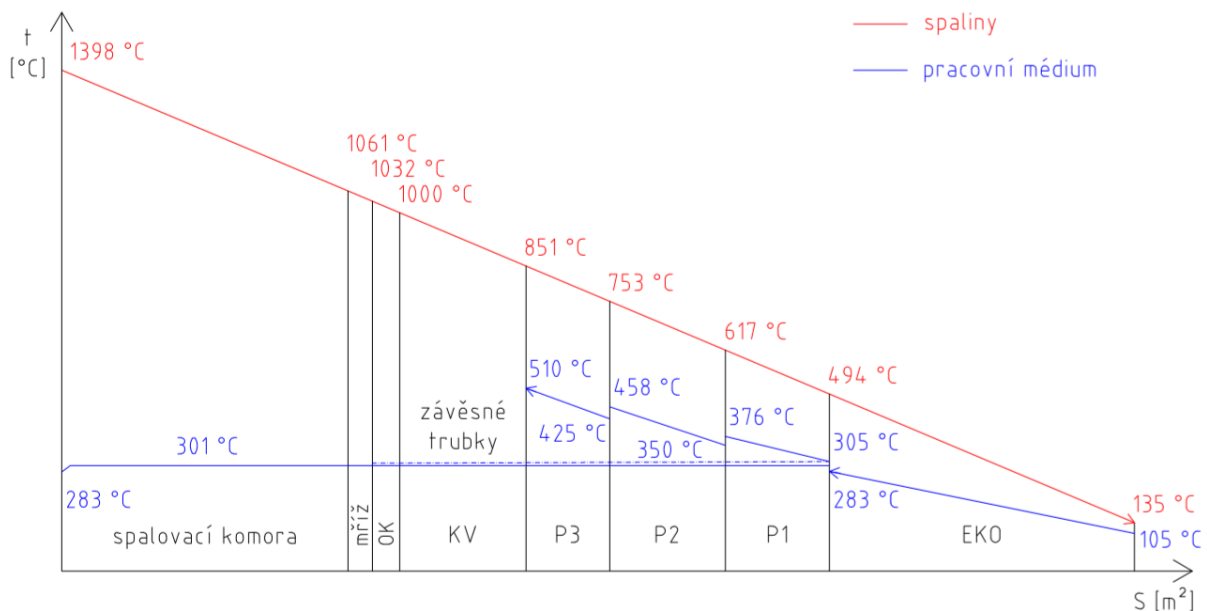 t
[°C]
spaliny
pracovní médium
1398 °C
1061 °C
1032 °C
1000 °C
851 °C
753 °C
617 °C
494 °C
135 °C
510 °C
458 °C
376 °C
305 °C
závěsné
trubky
425 °C
350 °C
301 °C
283 °C
283 °C
105 °C
spalovací komora
mříž
OK
KV
P3
P2
P1
EKO
S [m²]